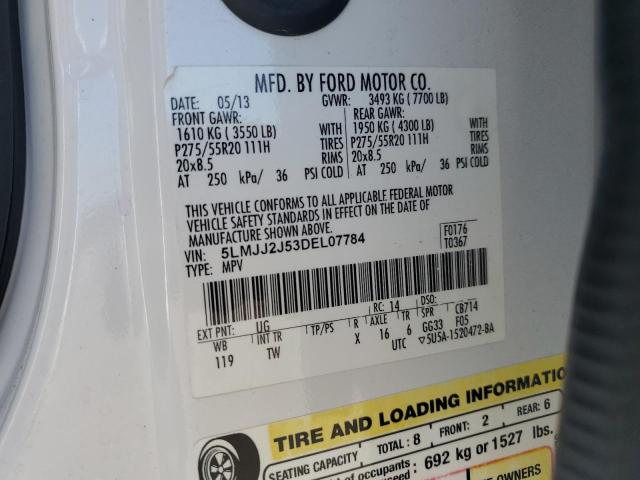 MFD. BY FORD MOTOR CO.
DATE: 05/13 GVWR: 3493 KG ( 7700 LB)
FRONT GAWR: REAR GAWR:
1610 KG ( 3550 LB) WITH 1950 KG ( 4300 LB) WITH
P275/55R20 111H TIRES P275/55R20 111H TIRES
20x8.5 RIMS 20x8.5 RIMS
AT 250 kPa/ 36 PSI COLD AT 250 kPa/ 36 PSI COLD
THIS VEHICLE CONFORMS TO ALL APPLICABLE FEDERAL MOTOR
VEHICLE SAFETY STANDARDS IN EFFECT ON THE DATE OF
MANUFACTURE SHOWN ABOVE.
VIN: 5LMJJ2J53DEL07784 F0176
TYPE: MPV T0367
EXT PNT: UG RC: 14 DSO:
WB INT TR TP/PS R AXLE TR SPR CB714
119 TW X 16 6 GG33 F05
UTC ▽5U5A-1520472-BA
TIRE AND LOADING INFORMATION
SEATING CAPACITY TOTAL: 8 FRONT: 2 REAR: 6
of occupants 692 kg or 1527 lbs.
OWNERS